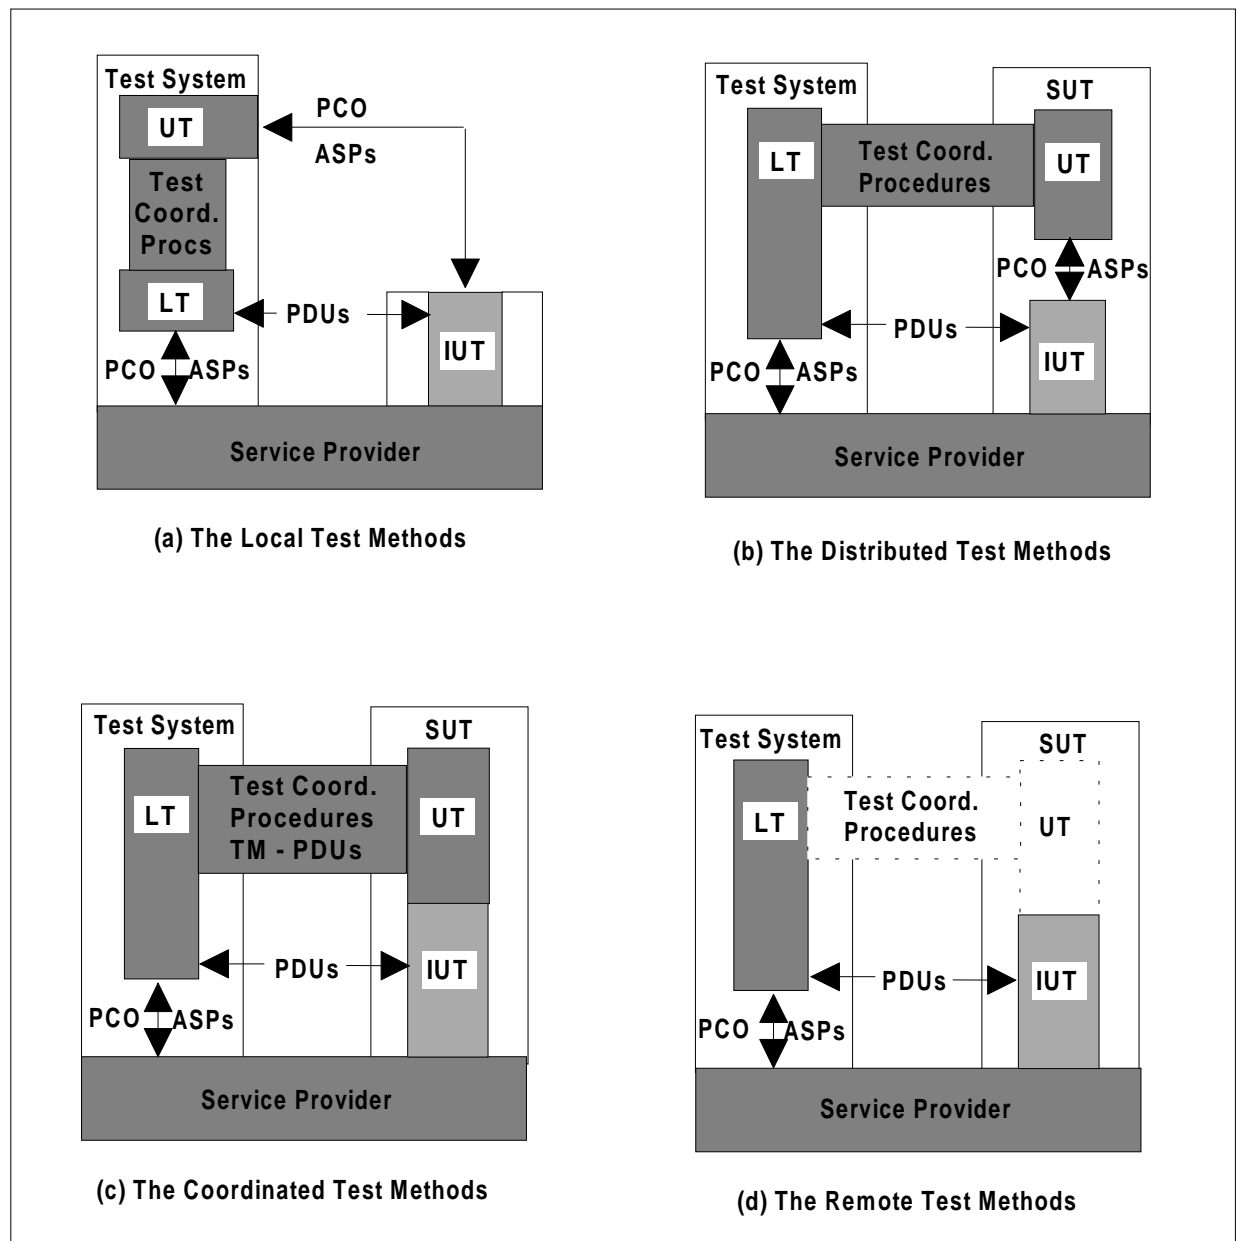 Test System
UT
PCO
ASPs
Test
Coord.
Procs
LT
PDUs
IUT
PCO
ASPs
Service Provider
(a) The Local Test Methods
Test System
SUT
LT
Test Coord.
Procedures
UT
PCO
ASPs
PDUs
IUT
PCO
ASPs
Service Provider
(b) The Distributed Test Methods
Test System
SUT
LT
Test Coord.
Procedures
TM - PDUs
UT
PDUs
IUT
PCO
ASPs
Service Provider
(c) The Coordinated Test Methods
Test System
SUT
LT
Test Coord.
Procedures
UT
PDUs
IUT
PCO
ASPs
Service Provider
(d) The Remote Test Methods